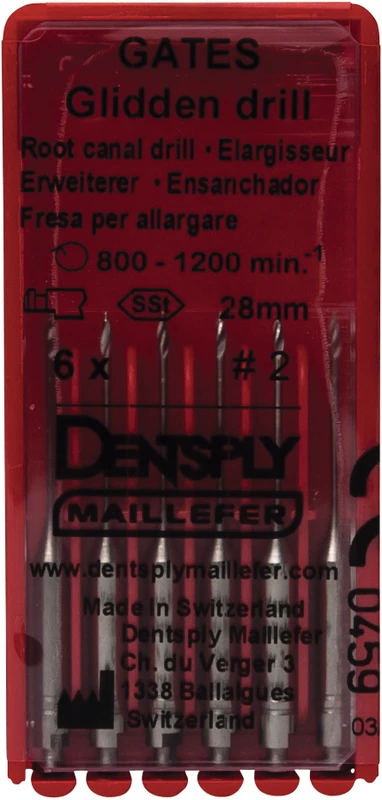 GATES
Glidden drill
Root canal drill • Elargisseur
Erweiterer • Ensanchador
Fresa per allargare
800 - 1200 min.-1
SSt 28mm
6 x # 2
DENTSPLY
MAILLEFER
www.dentsplymaillefer.com
Made In Switzerland
Dentsply Maillefer
Ch. du Verger 3
1338 Ballaigues
Switzerland
CE 0459
03